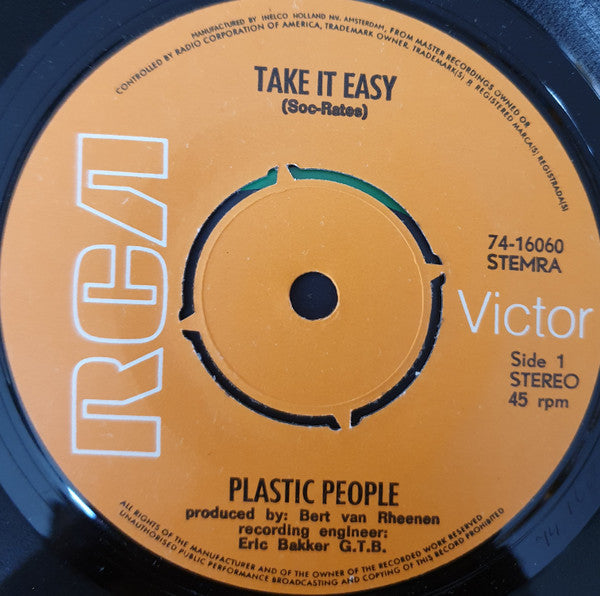 MANUFACTURED BY INELCO HOLLAND NV. AMSTERDAM, FROM MASTER RECORDINGS OWNED OR
CONTROLLED BY RADIO CORPORATION OF AMERICA, TRADEMARK OWNER. TRADEMARK(S) R REGISTERED MARCA(S) REGISTRADA(S)
TAKE IT EASY
(Soc-Rates)
RCA
74-16060
STEMRA
Victor
Side 1
STEREO
45 rpm
PLASTIC PEOPLE
produced by: Bert van Rheenen
recording engineer:
Eric Bakker G.T.B.
ALL RIGHTS OF THE MANUFACTURER AND OF THE OWNER OF THE RECORDED WORK RESERVED
UNAUTHORISED PUBLIC PERFORMANCE BROADCASTING AND COPYING OF THIS RECORD PROHIBITED